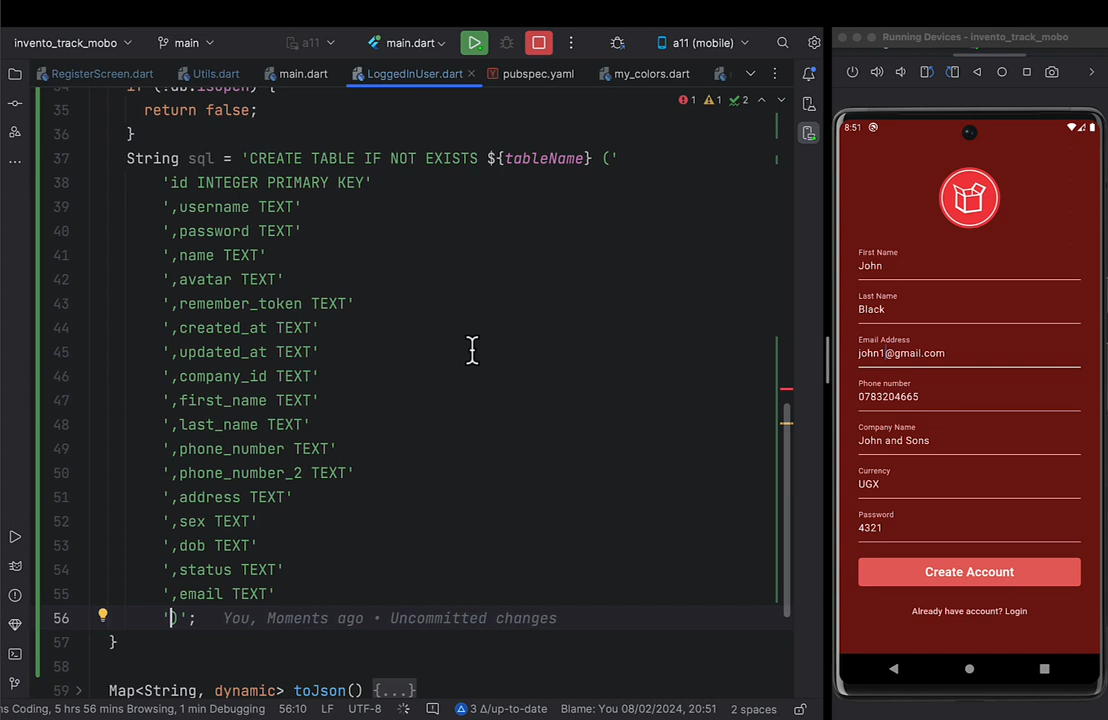 invento_track_mobo
main
a11
main.dart
a11 (mobile)
Running Devices - invento_track_mobo
RegisterScreen.dart
Utils.dart
main.dart
LoggedInUser.dart
pubspec.yaml
my_colors.dart
if (!db.isOpen) {
35 return false;
1 1 2
36 }
37 String sql = 'CREATE TABLE IF NOT EXISTS ${tableName} ('
38 'id INTEGER PRIMARY KEY'
39 ',username TEXT'
40 ',password TEXT'
41 ',name TEXT'
42 ',avatar TEXT'
43 ',remember_token TEXT'
44 ',created_at TEXT'
45 ',updated_at TEXT'
46 ',company_id TEXT'
47 ',first_name TEXT'
48 ',last_name TEXT'
49 ',phone_number TEXT'
50 ',phone_number_2 TEXT'
51 ',address TEXT'
52 ',sex TEXT'
53 ',dob TEXT'
54 ',status TEXT'
55 ',email TEXT'
56 ')'; You, Moments ago • Uncommitted changes
57 }
58
59 Map<String, dynamic> toJson() {...}
ns Coding, 5 hrs 56 mins Browsing, 1 min Debugging
56:10
LF
UTF-8
3 Δ/up-to-date
Blame: You 08/02/2024, 20:51
2 spaces
8:51
First Name
John
Last Name
Black
Email Address
john1@gmail.com
Phone number
0783204665
Company Name
John and Sons
Currency
UGX
Password
4321
Create Account
Already have account? Login